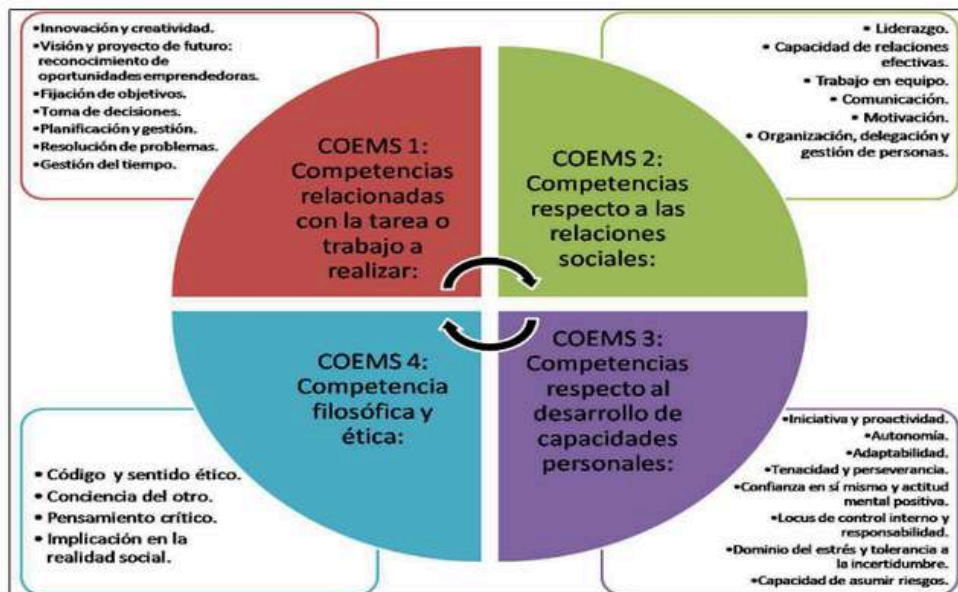 •Innovación y creatividad.
•Visión y proyecto de futuro:
reconocimiento de
oportunidades emprendedoras.
•Fijación de objetivos.
•Toma de decisiones.
•Planificación y gestión.
•Resolución de problemas.
•Gestión del tiempo.
COEMS 1:
Competencias
relacionadas
con la tarea o
trabajo a
realizar:
• Liderazgo.
• Capacidad de relaciones
efectivas.
• Trabajo en equipo.
• Comunicación.
• Motivación.
• Organización, delegación y
gestión de personas.
COEMS 2:
Competencias
respecto a las
relaciones
sociales:
COEMS 4:
Competencia
filosófica y
ética:
• Código y sentido ético.
• Conciencia del otro.
• Pensamiento crítico.
• Implicación en la
realidad social.
COEMS 3:
Competencias
respecto al
desarrollo de
capacidades
personales:
•Iniciativa y proactividad.
•Autonomía.
•Adaptabilidad.
•Tenacidad y perseverancia.
•Confianza en sí mismo y actitud
mental positiva.
•Locus de control interno y
responsabilidad.
•Dominio del estrés y tolerancia a
la incertidumbre.
•Capacidad de asumir riesgos.